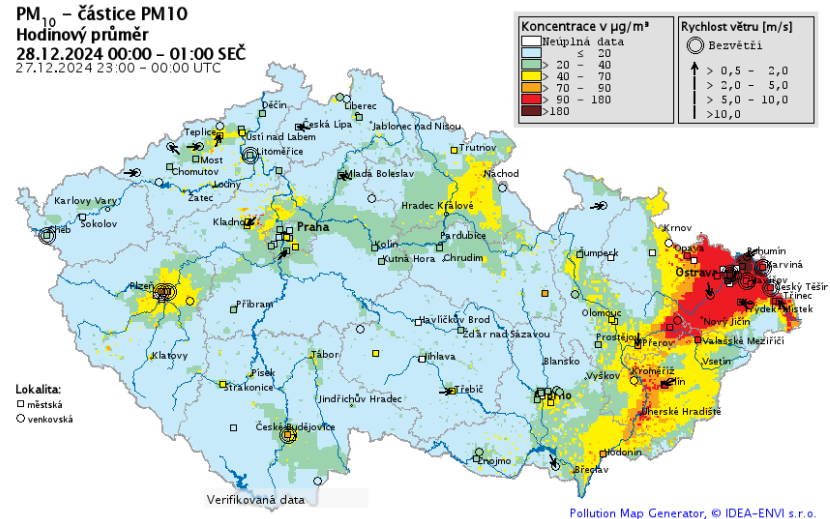 PM10 – částice PM10
Hodinový průměr
28.12.2024 00:00 – 01:00 SEČ
27.12.2024 23:00 – 00:00 UTC
Koncentrace v µg/m³
Neúplná data
≤ 20
> 20 - 40
> 40 - 70
> 70 - 90
> 90 - 180
>180
Rychlost větru [m/s]
Bezvětří
> 0,5 - 2,0
> 2,0 - 5,0
> 5,0 - 10,0
>10,0
Děčín
Liberec
Teplice
Ústí nad Labem
Česká Lípa
Jablonec nad Nisou
Litoměřice
Trutnov
Most
Chomutov
Mladá Boleslav
Náchod
Louny
Karlovy Vary
Žatec
Hradec Králové
Sokolov
Kladno
Praha
Krnov
Cheb
Pardubice
Kolín
Opava
Bohumín
Kutná Hora
Chrudim
Šumperk
Karviná
Ostrava
Havířov
Český Těšín
Plzeň
Třinec
Příbram
Olomouc
Frýdek-Místek
Havlíčkův Brod
Nový Jičín
Žďár nad Sázavou
Prostějov
Přerov
Valašské Meziříčí
Klatovy
Tábor
Jihlava
Blansko
Vsetín
Písek
Vyškov
Kroměříž
Zlín
Strakonice
Třebíč
Lokalita:
městská
venkovská
Jindřichův Hradec
Brno
Uherské Hradiště
České Budějovice
Znojmo
Hodonín
Břeclav
Verifikovaná data
Pollution Map Generator, © IDEA-ENVI s.r.o.